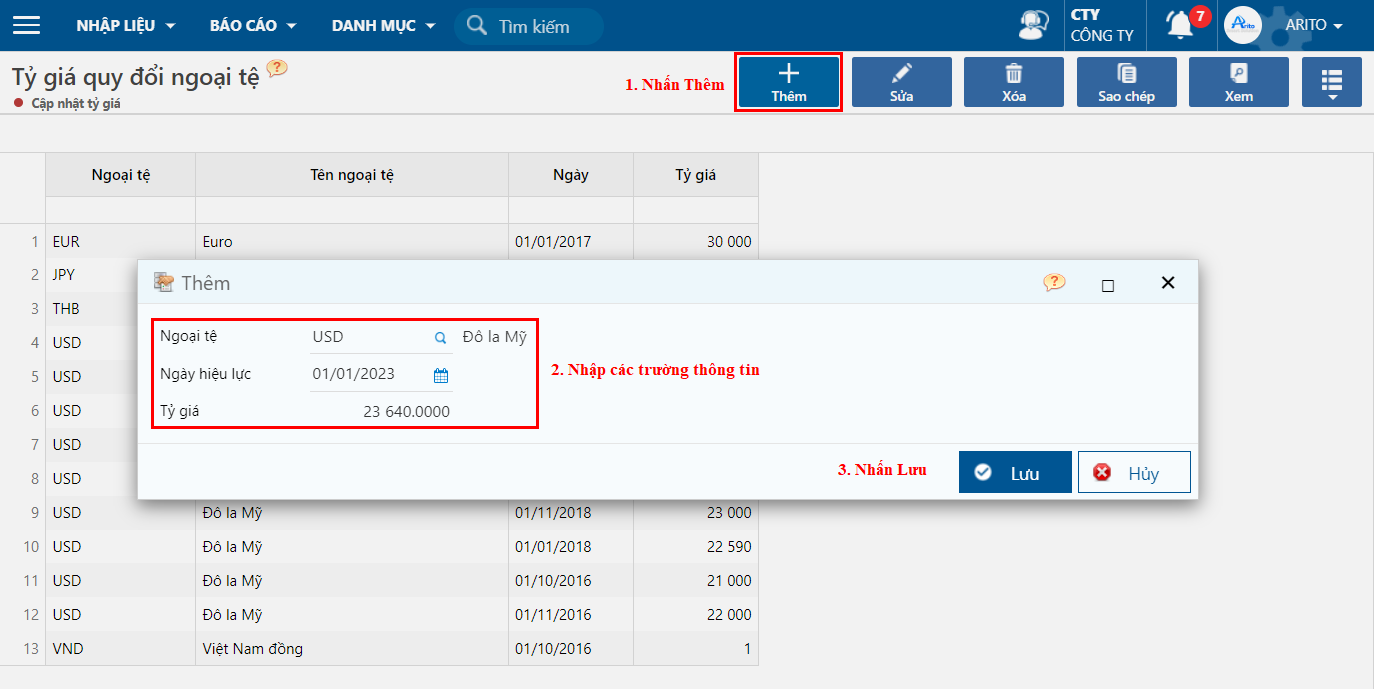 NHẬP LIỆU BÁO CÁO DANH MỤC Tìm kiếm CTY 7 Arito ARITO
CÔNG TY
Tỷ giá quy đổi ngoại tệ ?
Cập nhật tỷ giá
1. Nhấn Thêm
Thêm Sửa Xóa Sao chép Xem
Ngoại tệ Tên ngoại tệ Ngày Tỷ giá
1 EUR Euro 01/01/2017 30 000
2 JPY
3 THB
4 USD
5 USD
6 USD
7 USD
8 USD
Thêm ?
Ngoại tệ USD Đô la Mỹ
Ngày hiệu lực 01/01/2023
Tỷ giá 23 640.0000
2. Nhập các trường thông tin
3. Nhấn Lưu
Lưu Hủy
9 USD Đô la Mỹ 01/11/2018 23 000
10 USD Đô la Mỹ 01/01/2018 22 590
11 USD Đô la Mỹ 01/10/2016 21 000
12 USD Đô la Mỹ 01/11/2016 22 000
13 VND Việt Nam đồng 01/10/2016 1